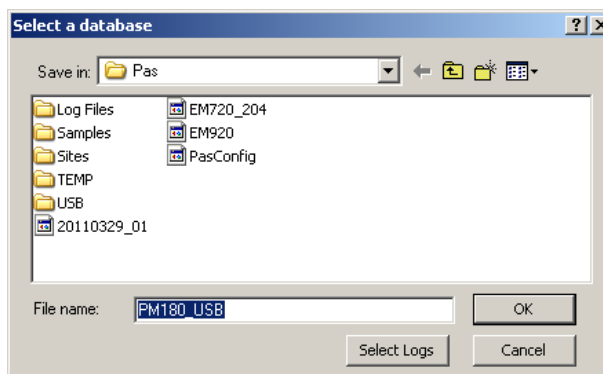 Select a database
Save in: Pas
Log Files
Samples
Sites
TEMP
USB
20110329_01
EM720_204
EM920
PasConfig
File name: PM180_USB OK
Select Logs Cancel